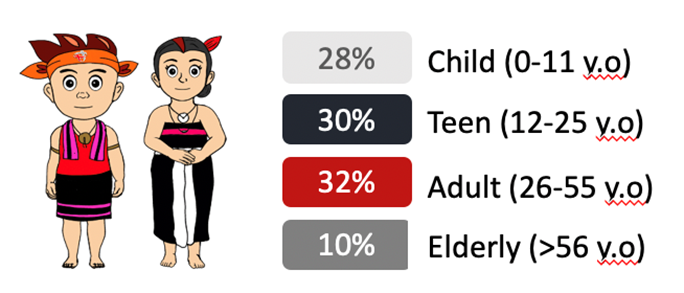 28% Child (0-11 y.o)
30% Teen (12-25 y.o)
32% Adult (26-55 y.o)
10% Elderly (>56 y.o)